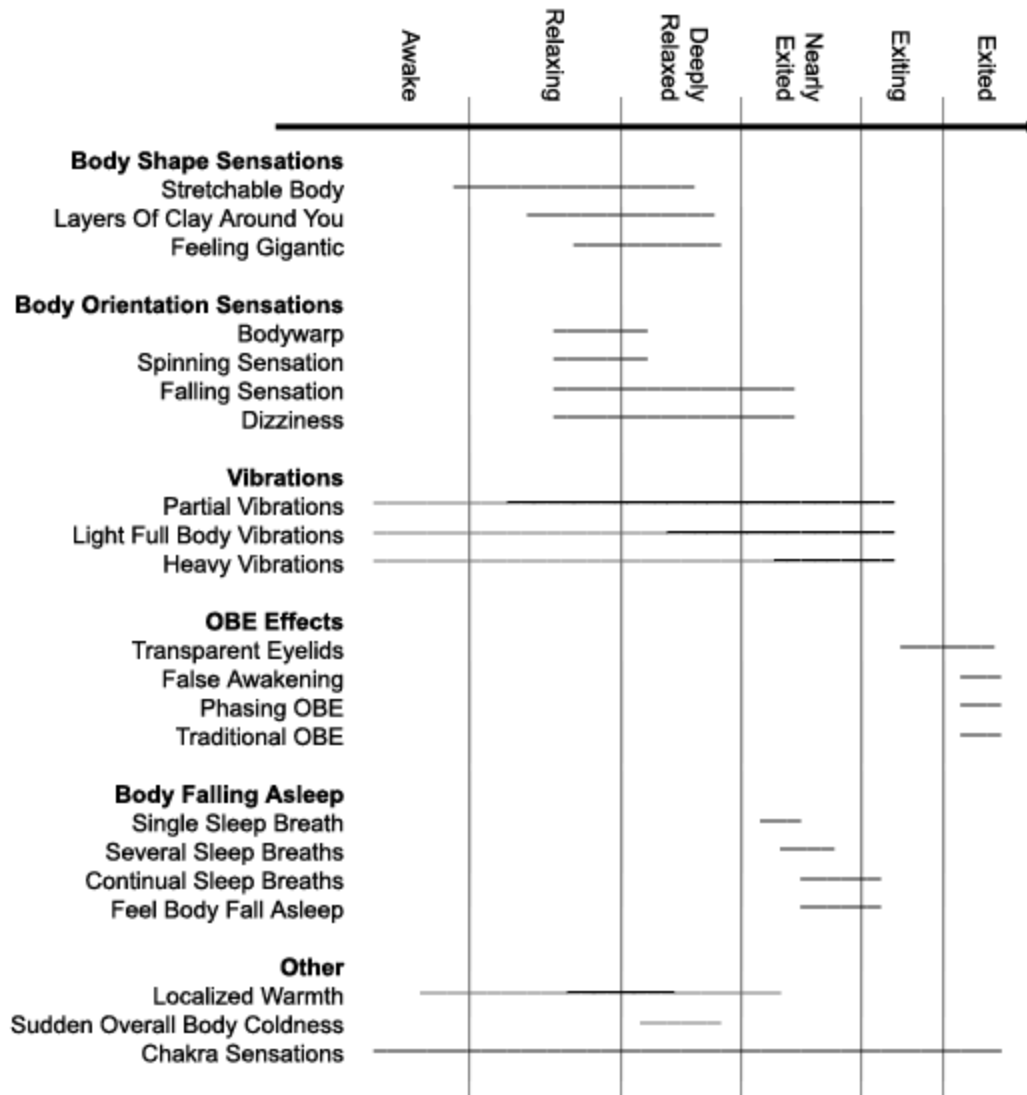 Awake
Relaxing
Deeply
Relaxed
Nearly
Exited
Exiting
Exited
Body Shape Sensations
Stretchable Body
Layers Of Clay Around You
Feeling Gigantic
Body Orientation Sensations
Bodywarp
Spinning Sensation
Falling Sensation
Dizziness
Vibrations
Partial Vibrations
Light Full Body Vibrations
Heavy Vibrations
OBE Effects
Transparent Eyelids
False Awakening
Phasing OBE
Traditional OBE
Body Falling Asleep
Single Sleep Breath
Several Sleep Breaths
Continual Sleep Breaths
Feel Body Fall Asleep
Other
Localized Warmth
Sudden Overall Body Coldness
Chakra Sensations